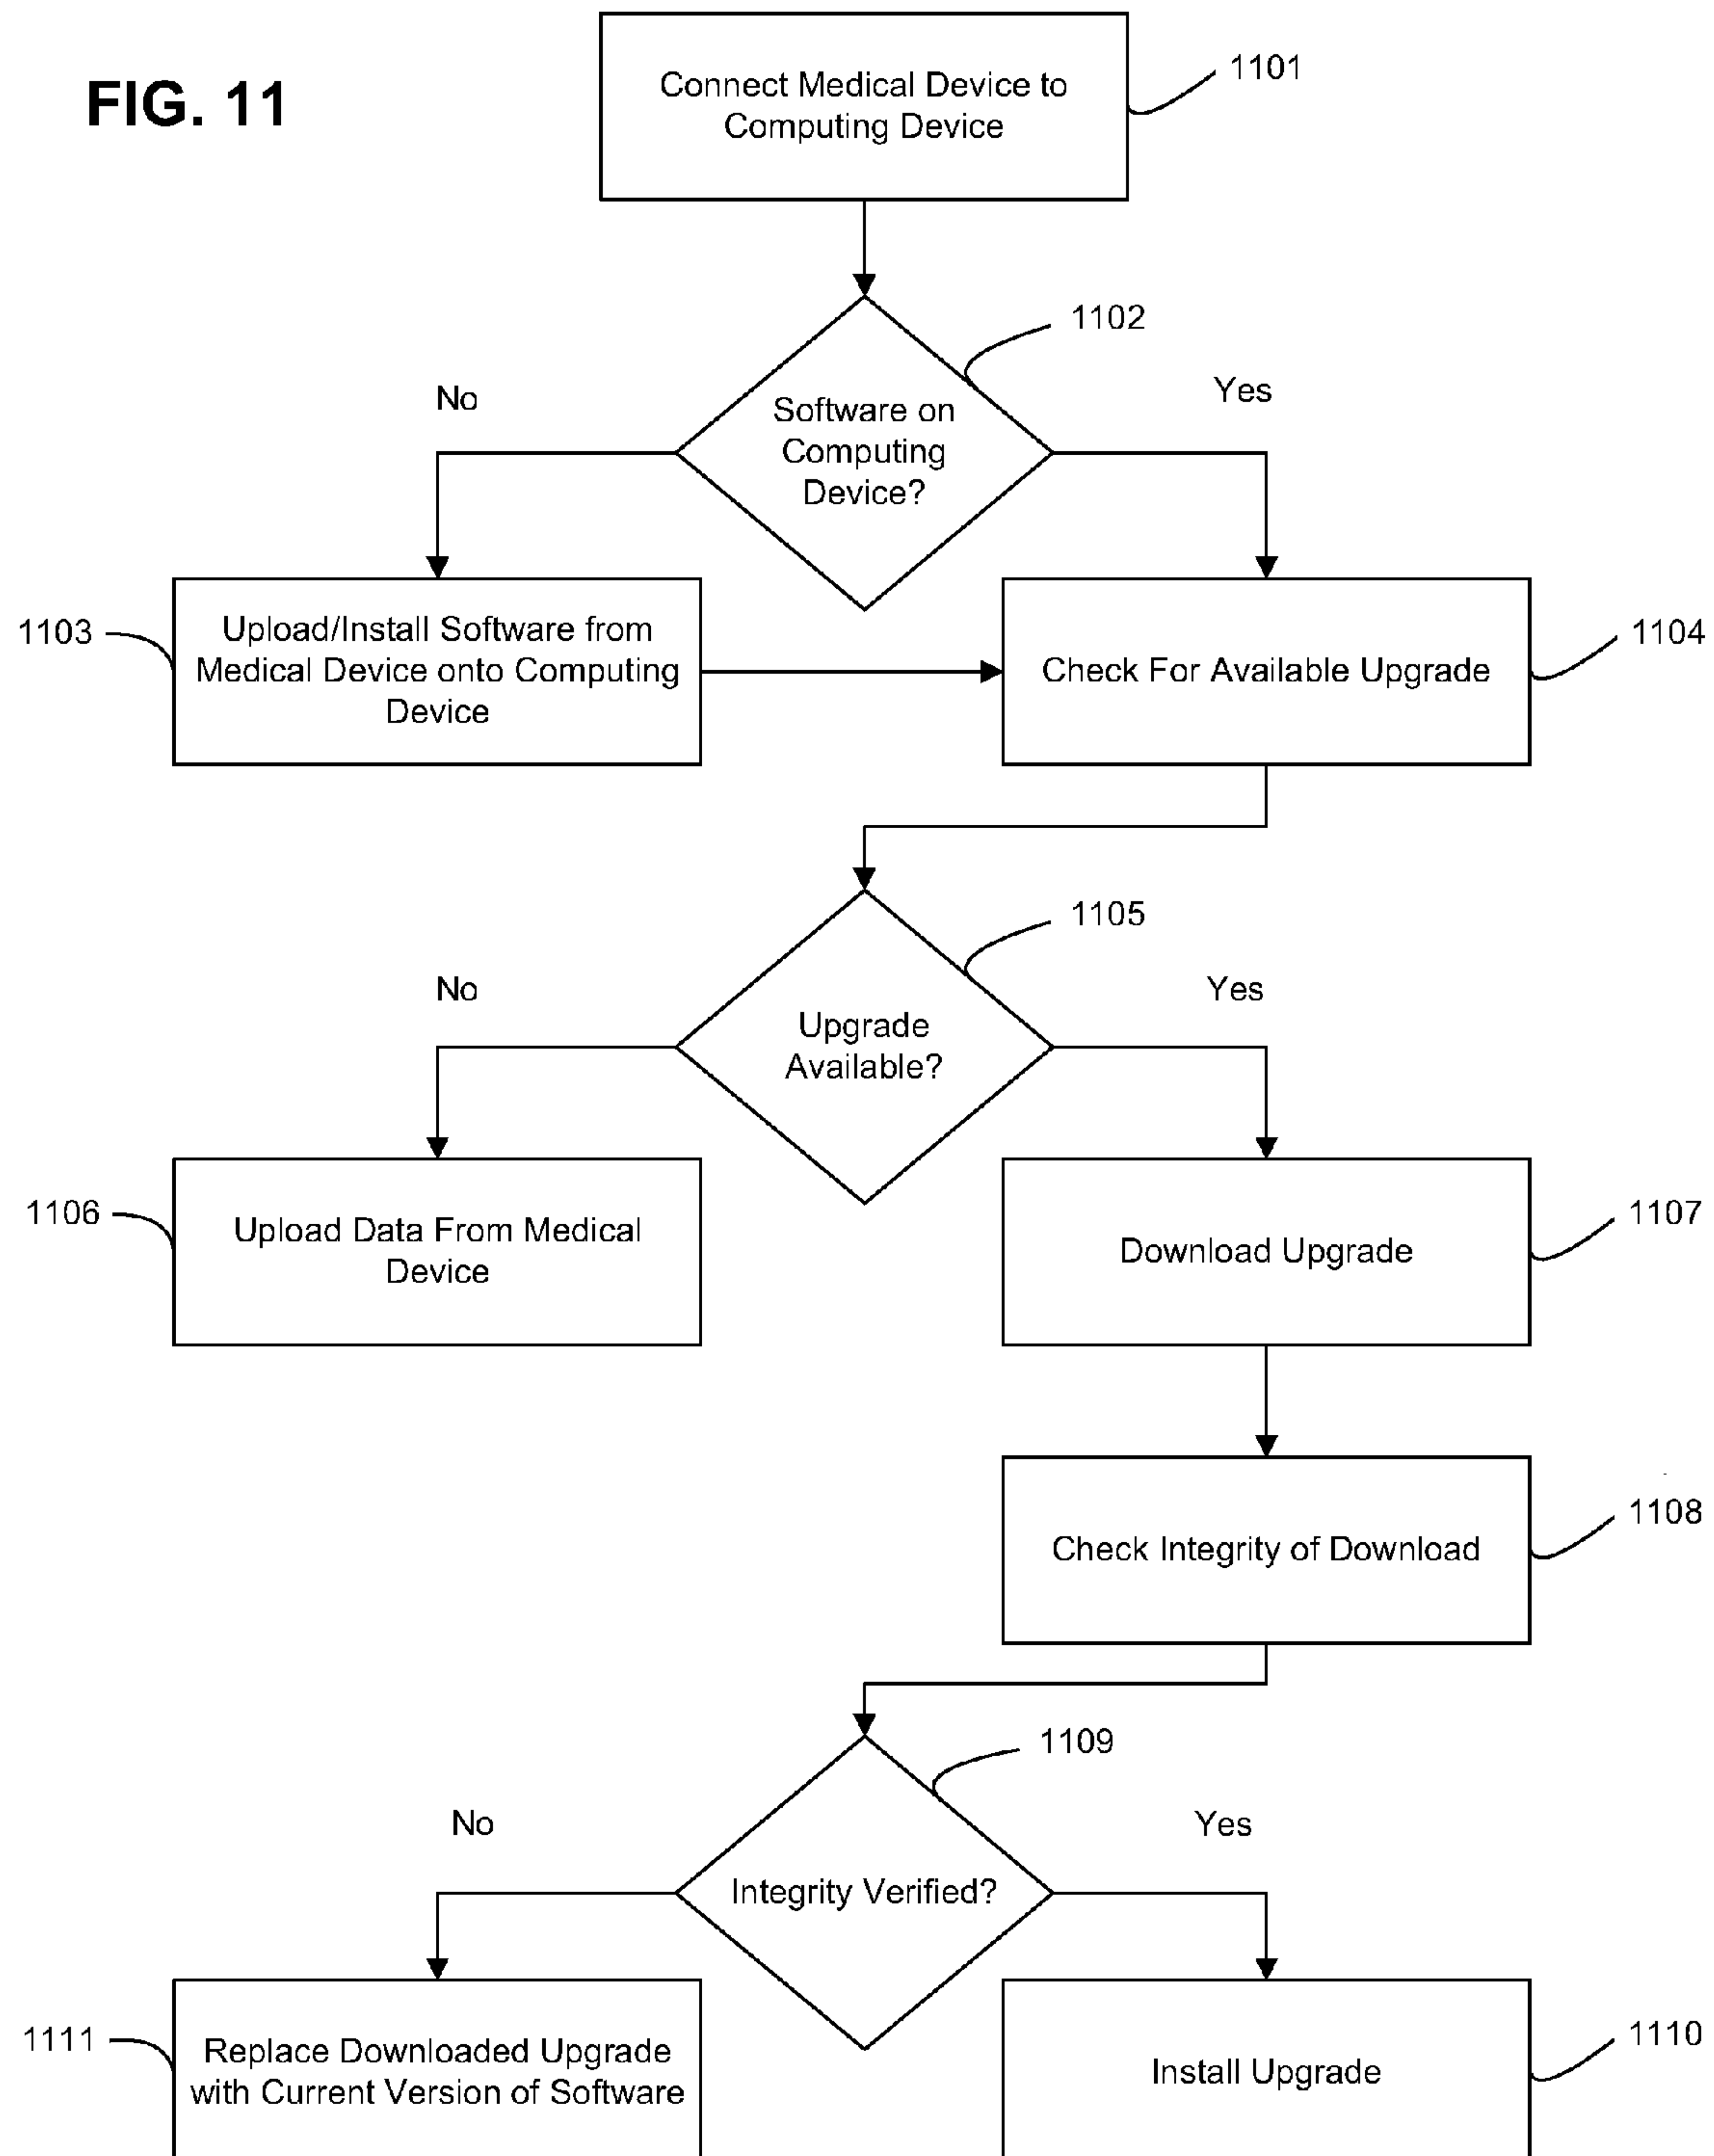 FIG. 11
Connect Medical Device to
Computing Device
1101
1102
No
Yes
Software on
Computing
Device?
1103
Upload/Install Software from
Medical Device onto Computing
Device
Check For Available Upgrade
1104
1105
No
Yes
Upgrade
Available?
1106
Upload Data From Medical
Device
Download Upgrade
1107
Check Integrity of Download
1108
1109
No
Yes
Integrity Verified?
1111
Replace Downloaded Upgrade
with Current Version of Software
Install Upgrade
1110